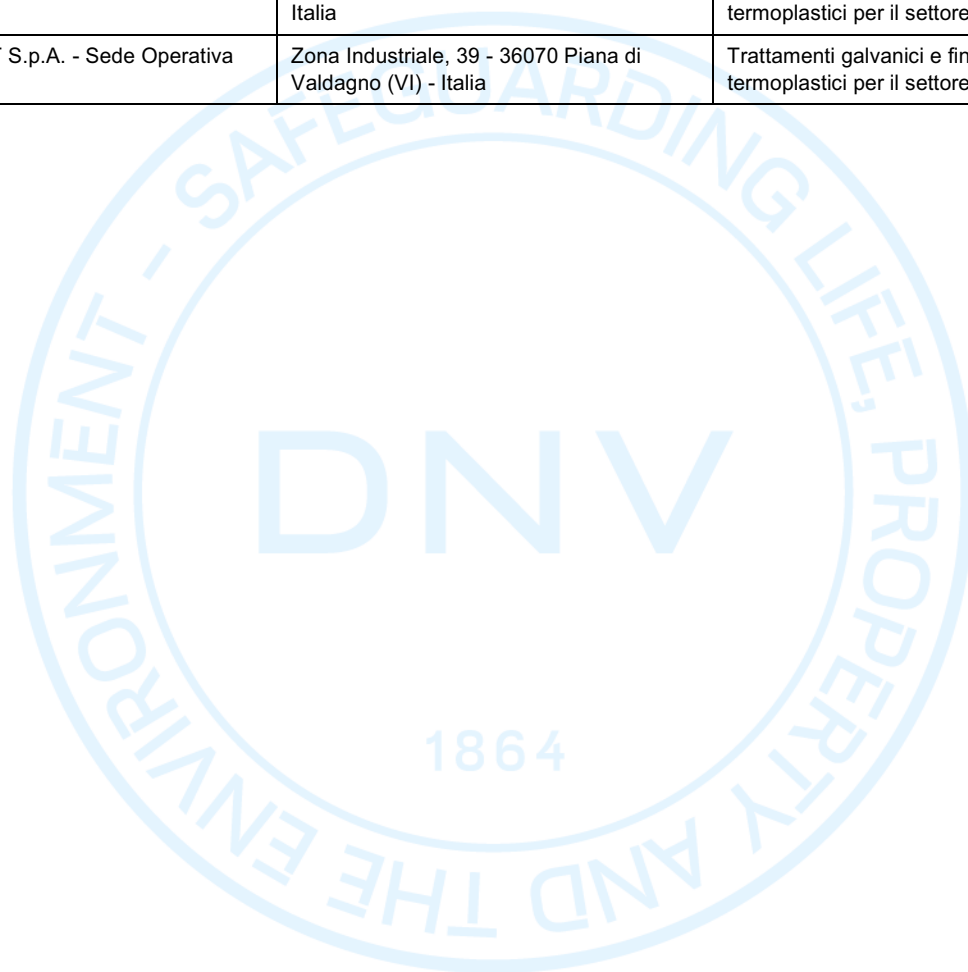 Italia
termoplastici per il settore
S.p.A. - Sede Operativa
Zona Industriale, 39 - 36070 Piana di
Valdagno (VI) - Italia
Trattamenti galvanici e fin
termoplastici per il settore
SAFEGUARDING LIFE, PROPERTY AND THE ENVIRONMENT -
DNV
1864